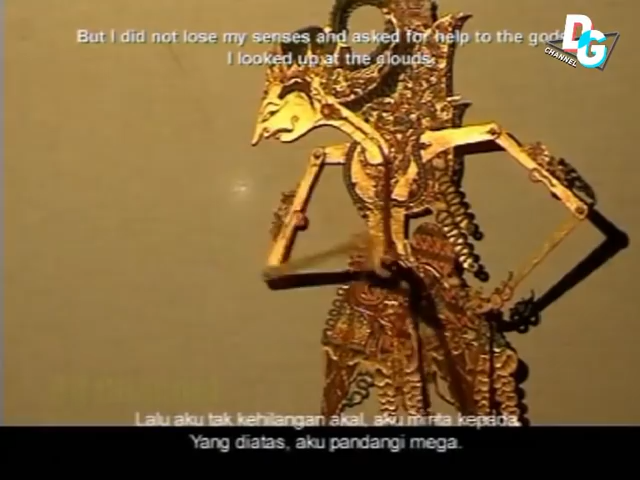 But I did not lose my senses and asked for help to the gods
I looked up at the clouds.
DG
CHANNEL
Lalu aku tak kehilangan akal, aku minta kepada
Yang diatas, aku pandangi mega.